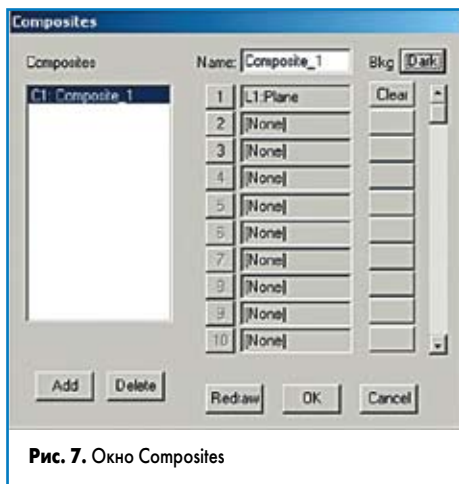 Composites
Composites Name: Composite_1 Bkg Dark
C1: Composite_1
1 L1:Plane Clear
2 [None]
3 [None]
4 [None]
5 [None]
6 [None]
7 [None]
8 [None]
9 [None]
10 [None]
Add Delete Redraw OK Cancel
Рис. 7. Окно Composites